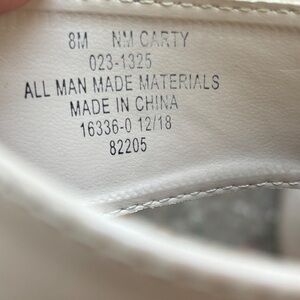 8M NM CARTY
023-1325
ALL MAN MADE MATERIALS
MADE IN CHINA
16336-0 12/18
82205